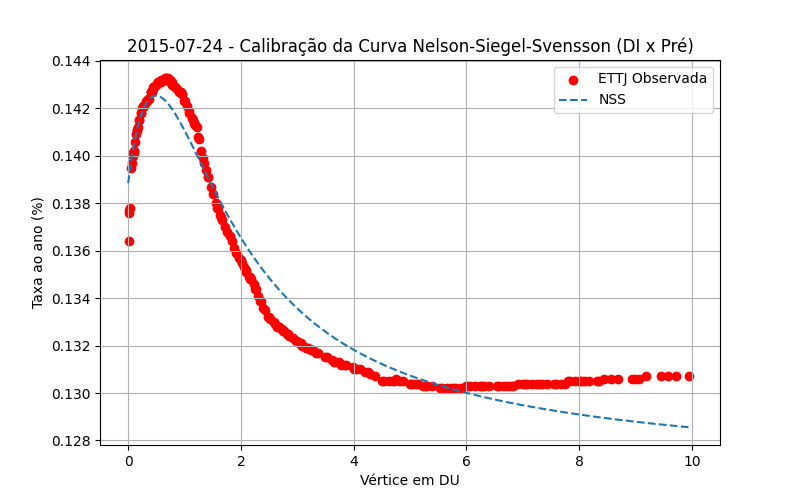 2015-07-24 - Calibração da Curva Nelson-Siegel-Svensson (DI x Pré)
ETTJ Observada
NSS
Taxa ao ano (%)
0.144
0.142
0.140
0.138
0.136
0.134
0.132
0.130
0.128
0 2 4 6 8 10
Vértice em DU